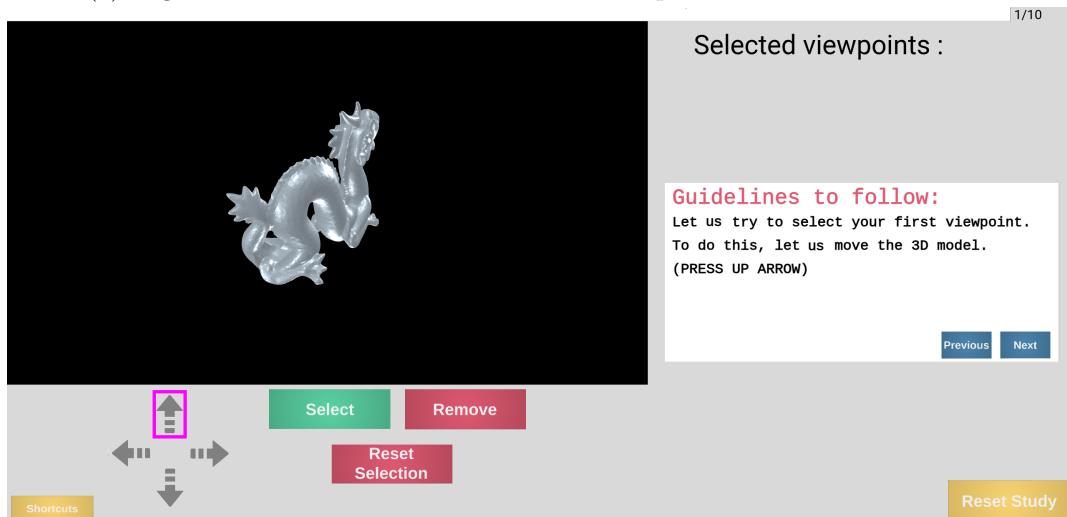 1/10
Selected viewpoints :
Guidelines to follow:
Let us try to select your first viewpoint.
To do this, let us move the 3D model.
(PRESS UP ARROW)
Previous
Next
Select
Remove
Reset
Selection
Shortcuts
Reset Study